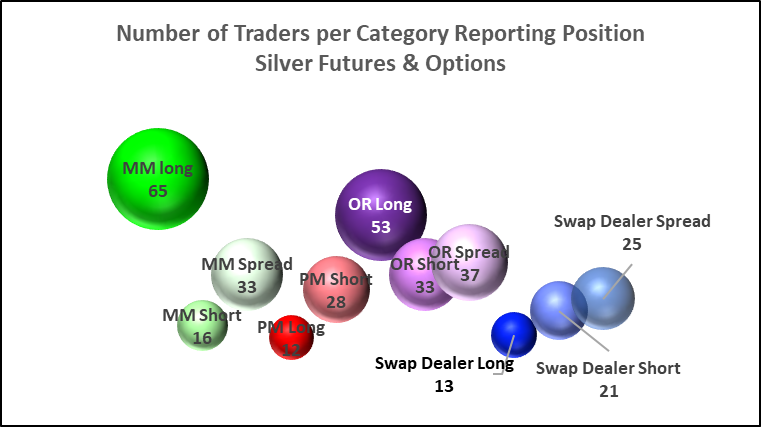 Number of Traders per Category Reporting Position
Silver Futures & Options
MM long
65
OR Long
53
Swap Dealer Spread
25
MM Spread
33
OR Short
33
OR Spread
37
PM Short
28
MM Short
16
PM Long
12
Swap Dealer Long
13
Swap Dealer Short
21